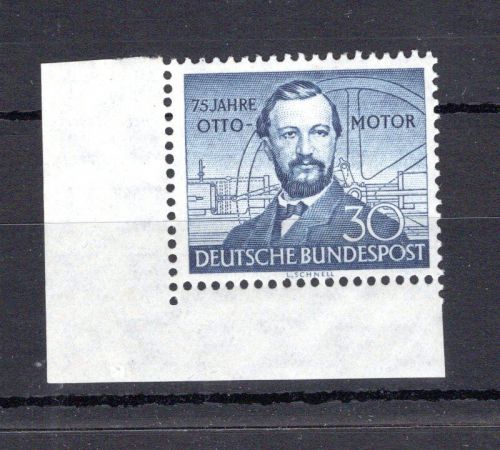 75 JAHRE
OTTO-MOTOR
30
DEUTSCHE BUNDESPOST
L. SCHNELL